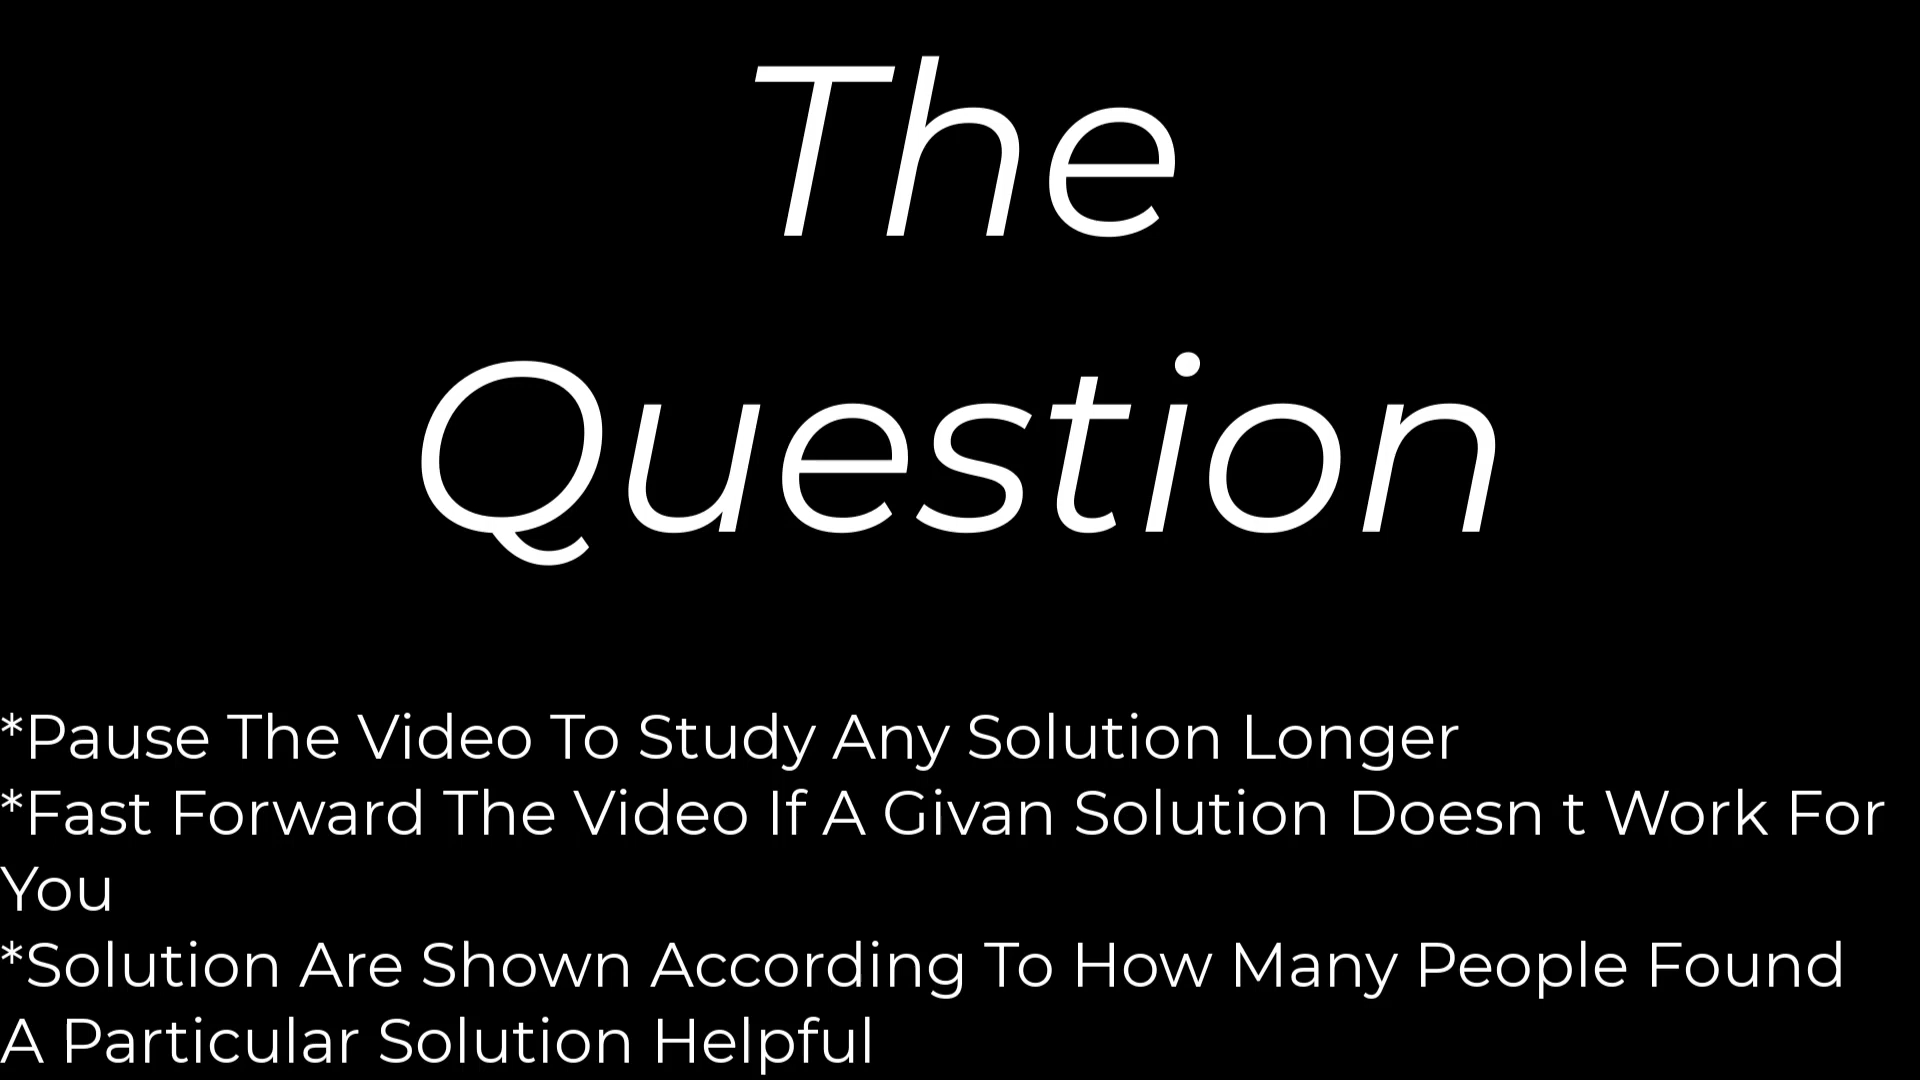 The
Question
*Pause The Video To Study Any Solution Longer
*Fast Forward The Video If A Givan Solution Doesn t Work For
You
*Solution Are Shown According To How Many People Found
A Particular Solution Helpful